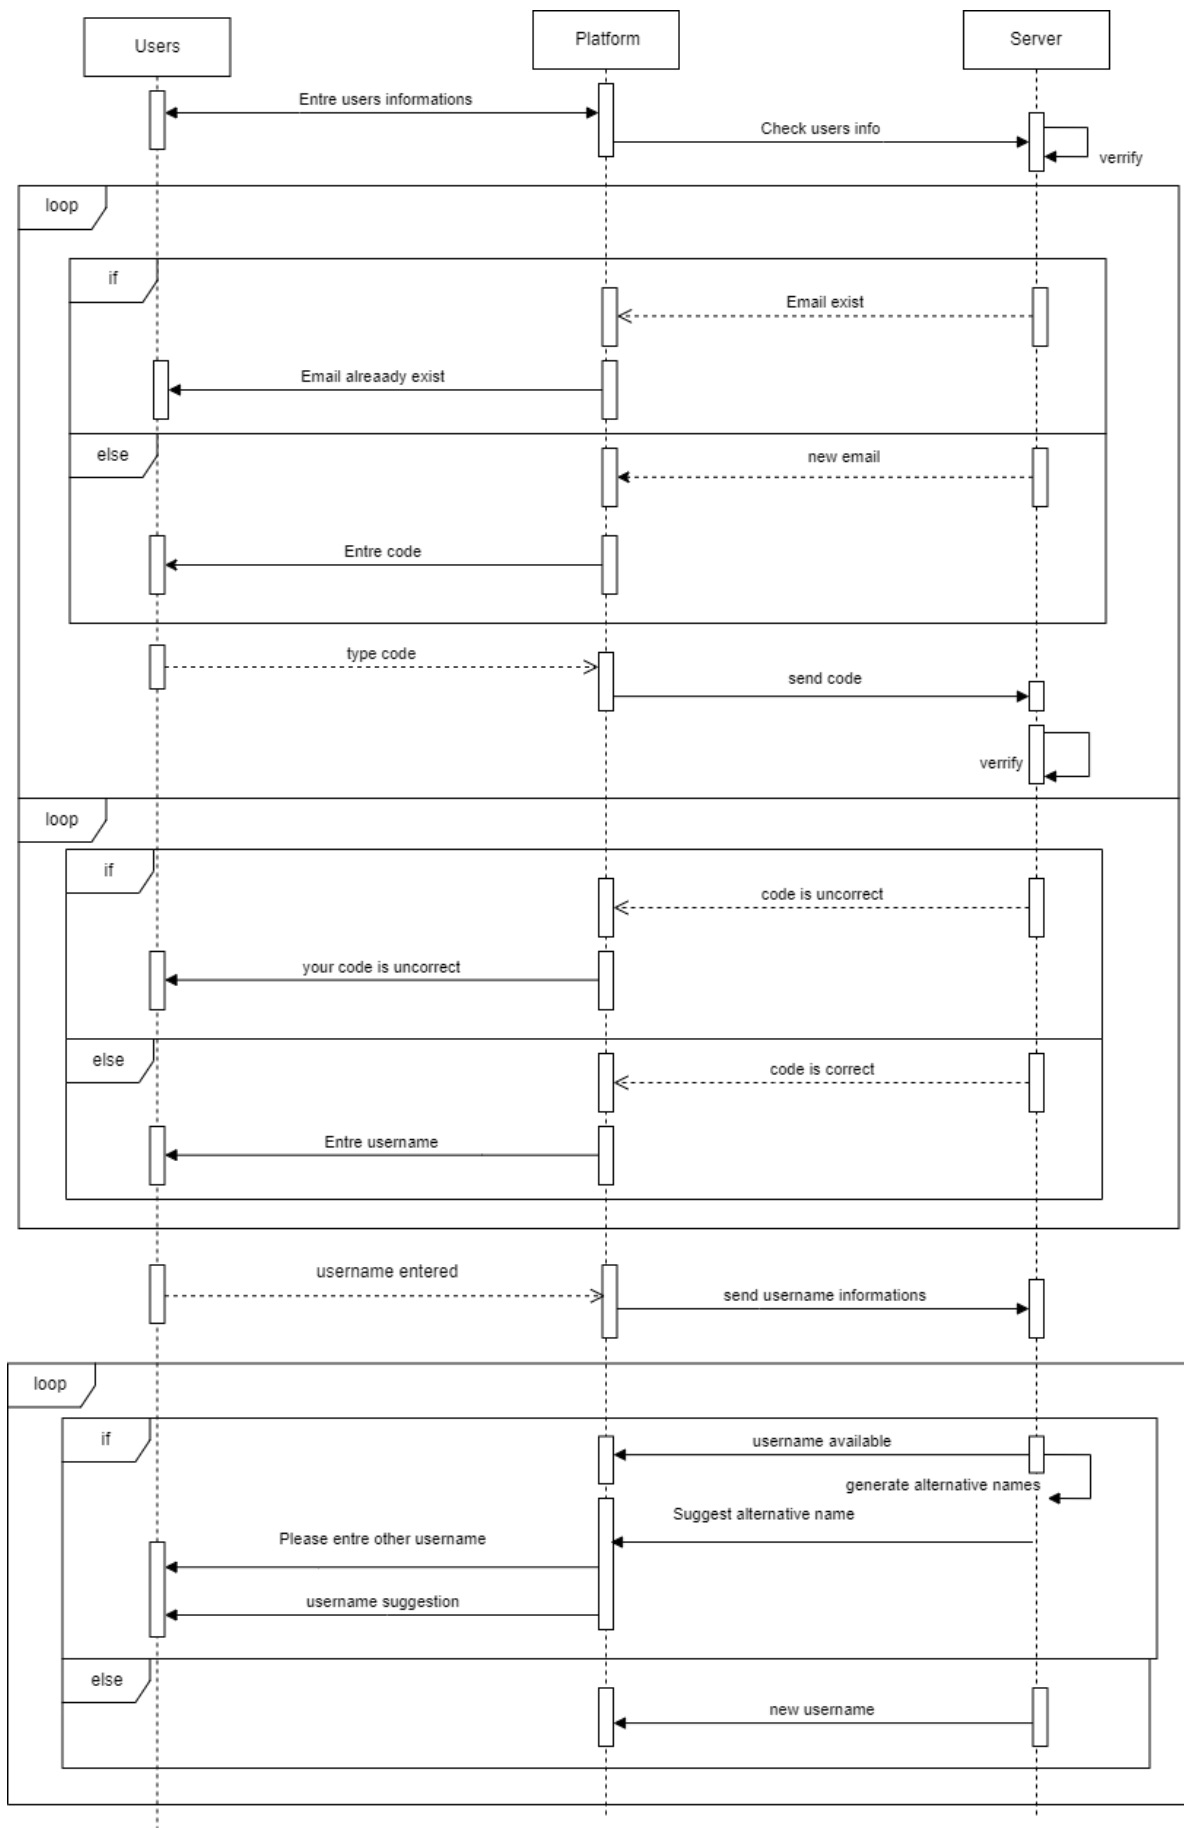 Users
Platform
Server
Entre users informations
Check users info
verrify
loop
if
Email exist
Email alreaady exist
else
new email
Entre code
type code
send code
verrify
loop
if
code is uncorrect
your code is uncorrect
else
code is correct
Entre username
username entered
send username informations
loop
if
username available
generate alternative names
Suggest alternative name
Please entre other username
username suggestion
else
new username